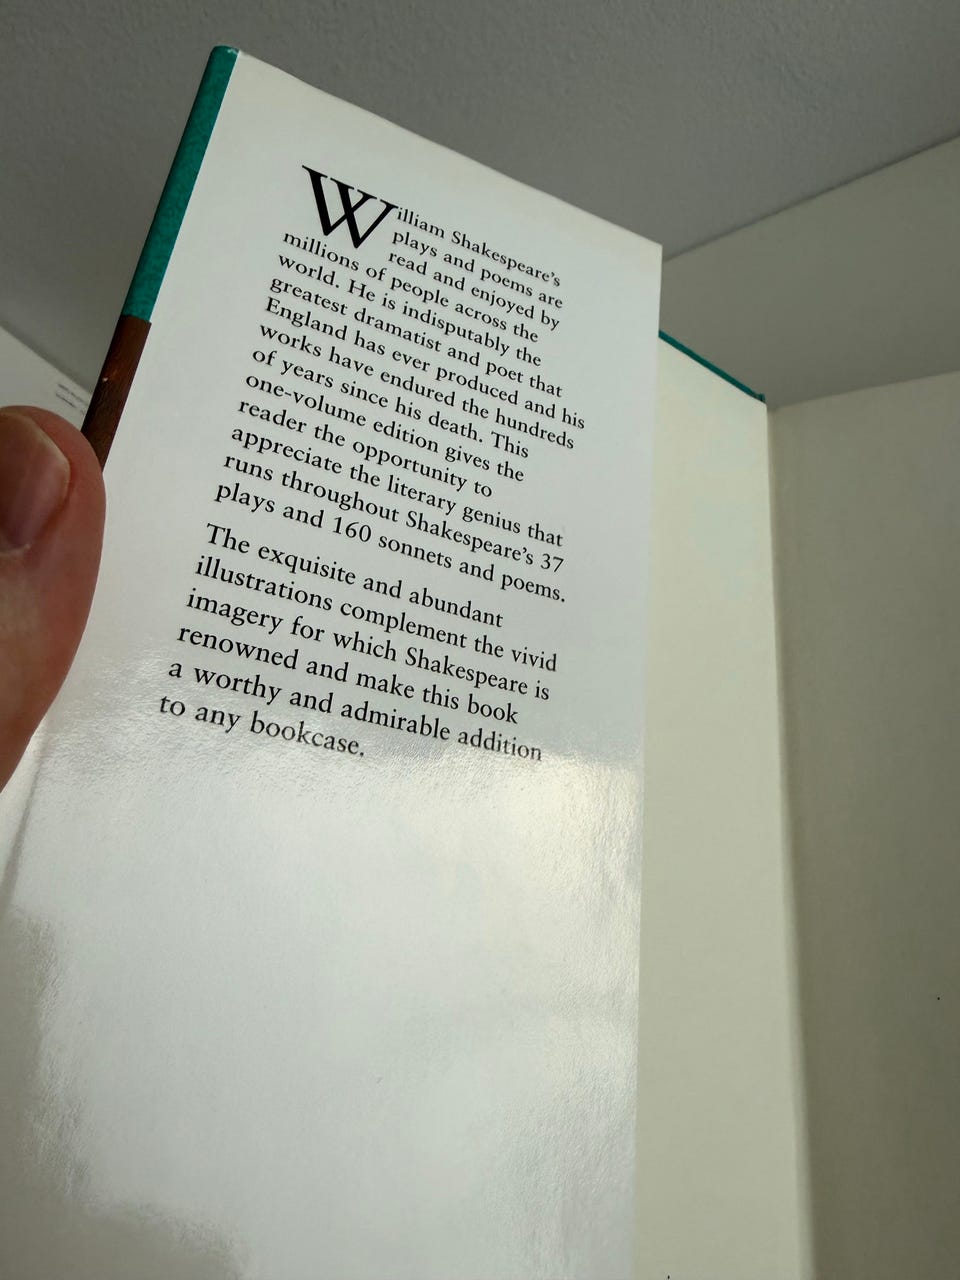 William Shakespeare's
plays and poems are
read and enjoyed by
millions of people across the
world. He is indisputably the
greatest dramatist and poet that
England has ever produced and his
works have endured the hundreds
of years since his death. This
one-volume edition gives the
reader the opportunity to
appreciate the literary genius that
runs throughout Shakespeare's 37
plays and 160 sonnets and poems.
The exquisite and abundant
illustrations complement the vivid
imagery for which Shakespeare is
renowned and make this book
a worthy and admirable addition
to any bookcase.